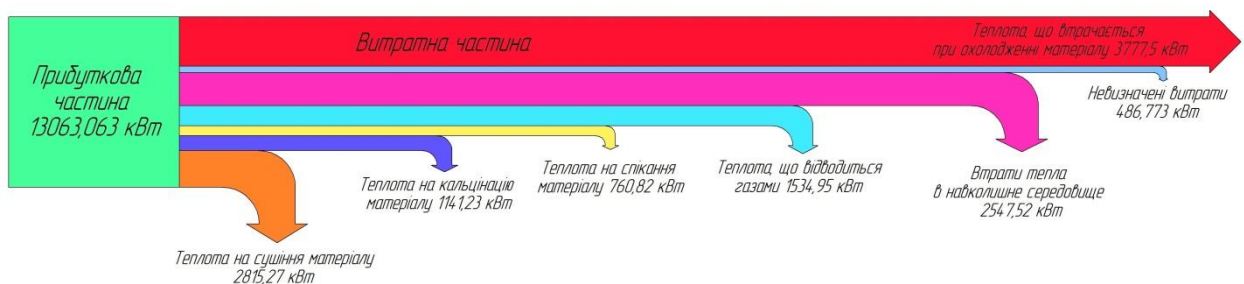 Прибуткова
частина
13063,063 кВт
Витратна частина
Теплота, що втрачається
при охолодженні матеріалу 3777,5 кВт
Невизначені витрати
486,773 кВт
Втрати тепла
в навколишне середовище
2547,52 кВт
Теплота, що відводиться
газами 1534,95 кВт
Теплота на спікання
матеріалу 760,82 кВт
Теплота на кальцінацію
матеріалу 1141,23 кВт
Теплота на сушіння матеріалу
2815,27 кВт